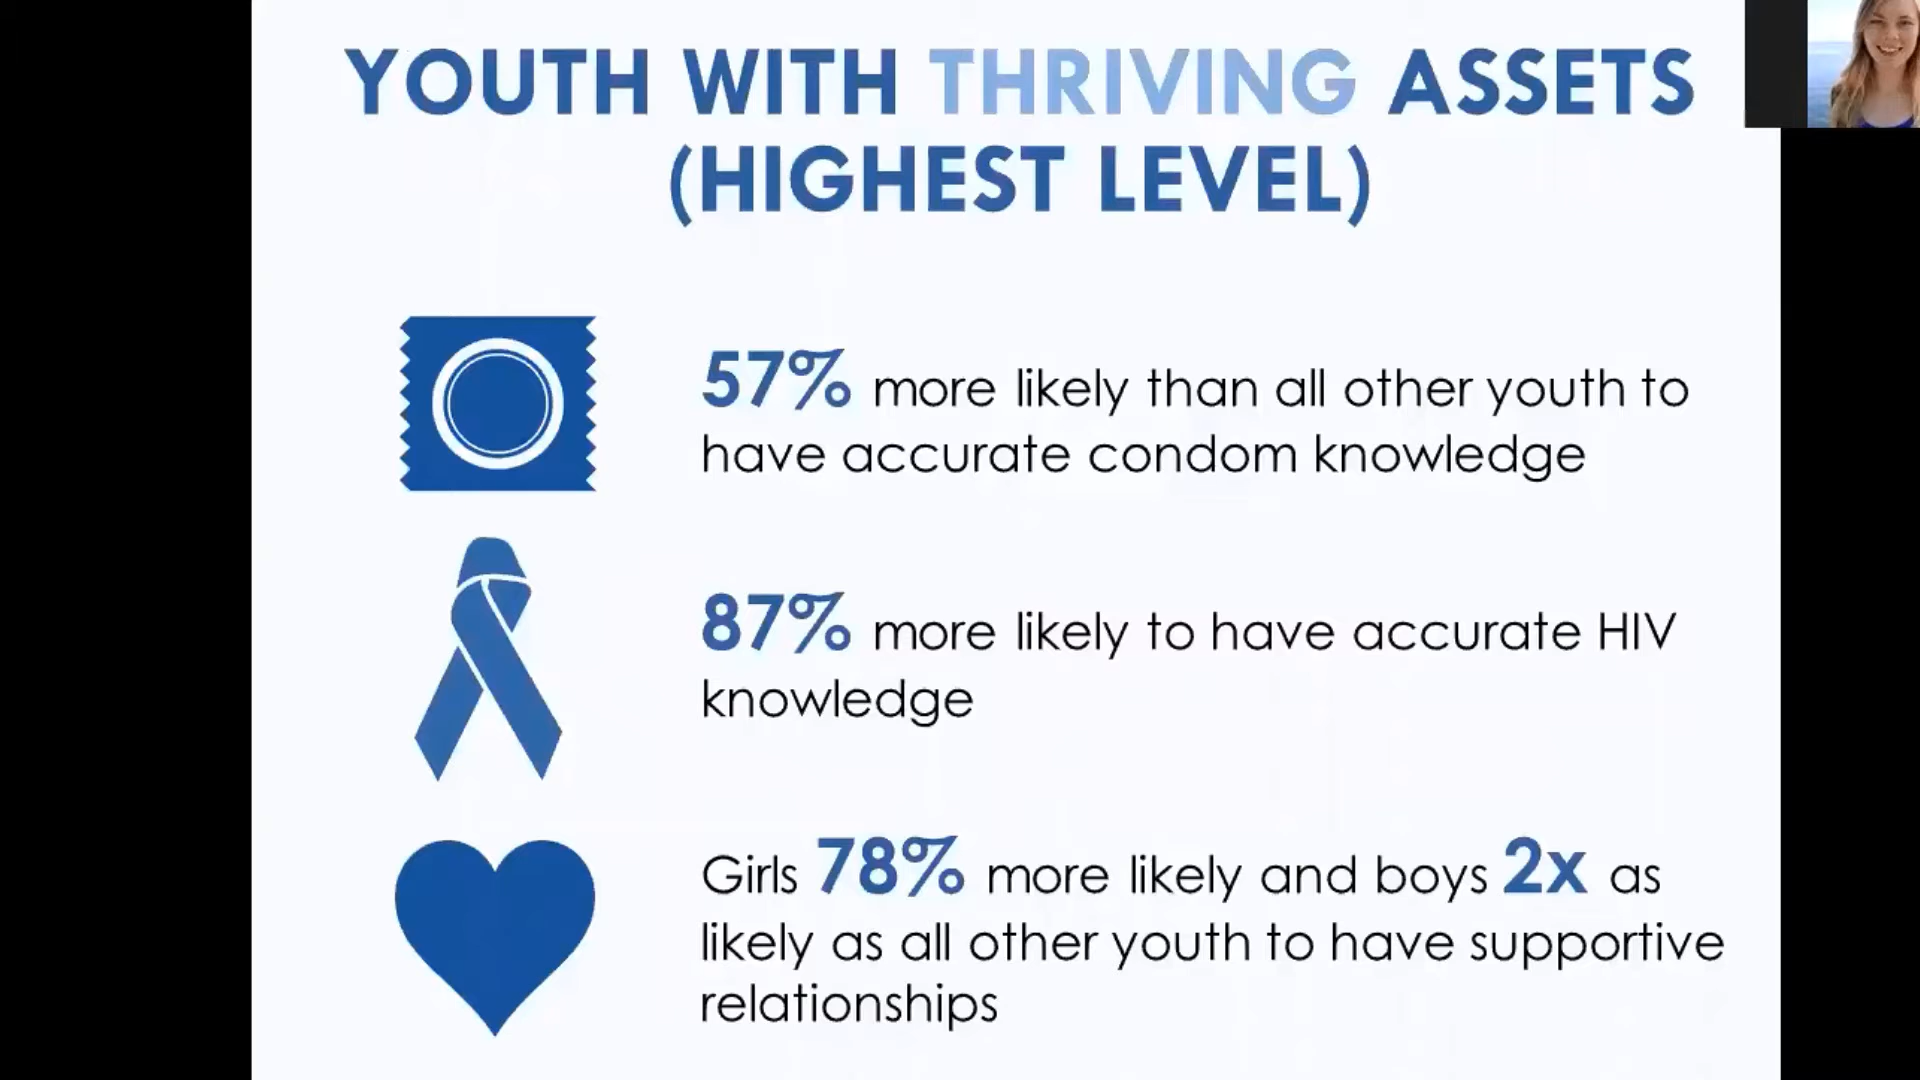 YOUTH WITH THRIVING ASSETS
(HIGHEST LEVEL)
57% more likely than all other youth to
have accurate condom knowledge
87% more likely to have accurate HIV
knowledge
Girls 78% more likely and boys 2x as
likely as all other youth to have supportive
relationships